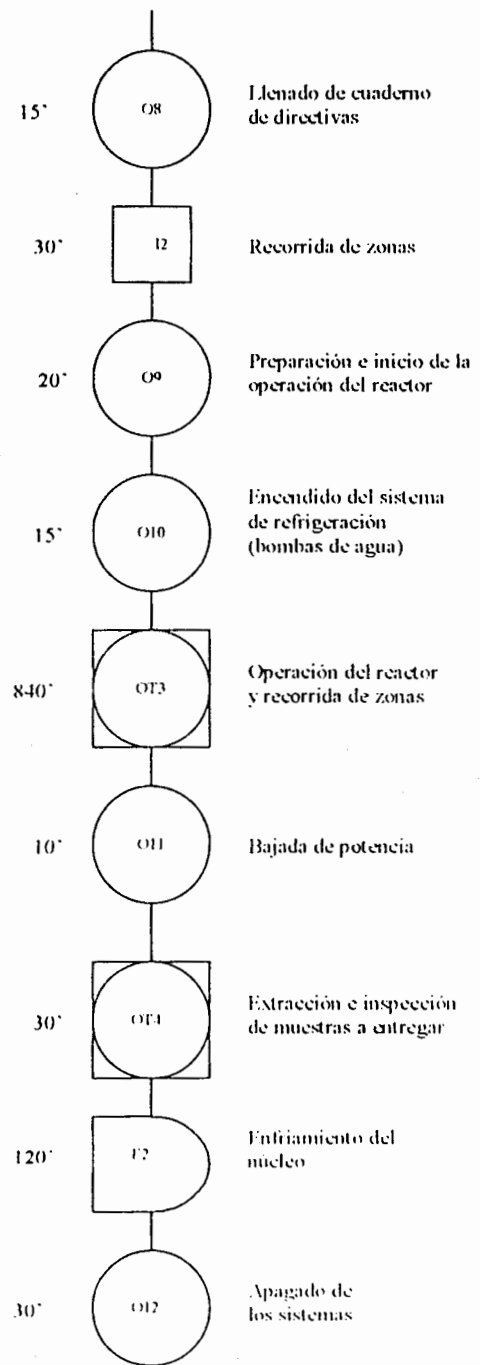 15`
O8
Llenado de cuaderno
de directivas
30`
I2
Recorrida de zonas
20`
O9
Preparación e inicio de la
operación del reactor
15`
O10
Encendido del sistema
de refrigeración
(bombas de agua)
840`
OT3
Operación del reactor
y recorrida de zonas
10`
O11
Bajada de potencia
30`
OT4
Extracción e inspección
de muestras a entregar
120`
E2
Enfriamiento del
núcleo
30`
O12
Apagado de
los sistemas